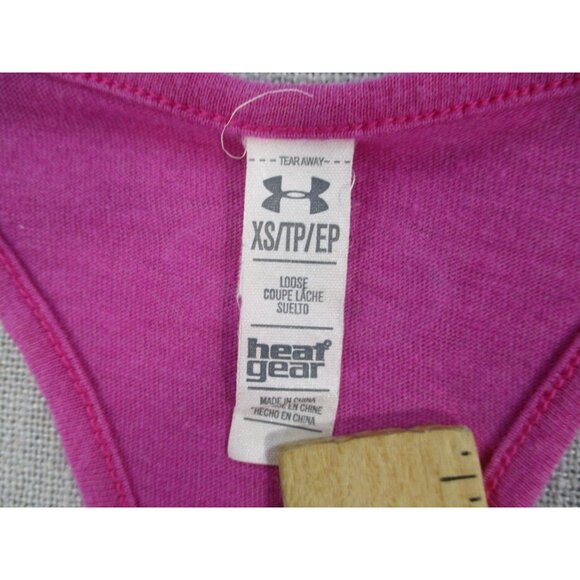 TEAR AWAY
XS/TP/EP
LOOSE
COUPE LÂCHE
SUELTO
heat
gear
MADE IN CHINA
EN CHINE
HECHO EN CHINA